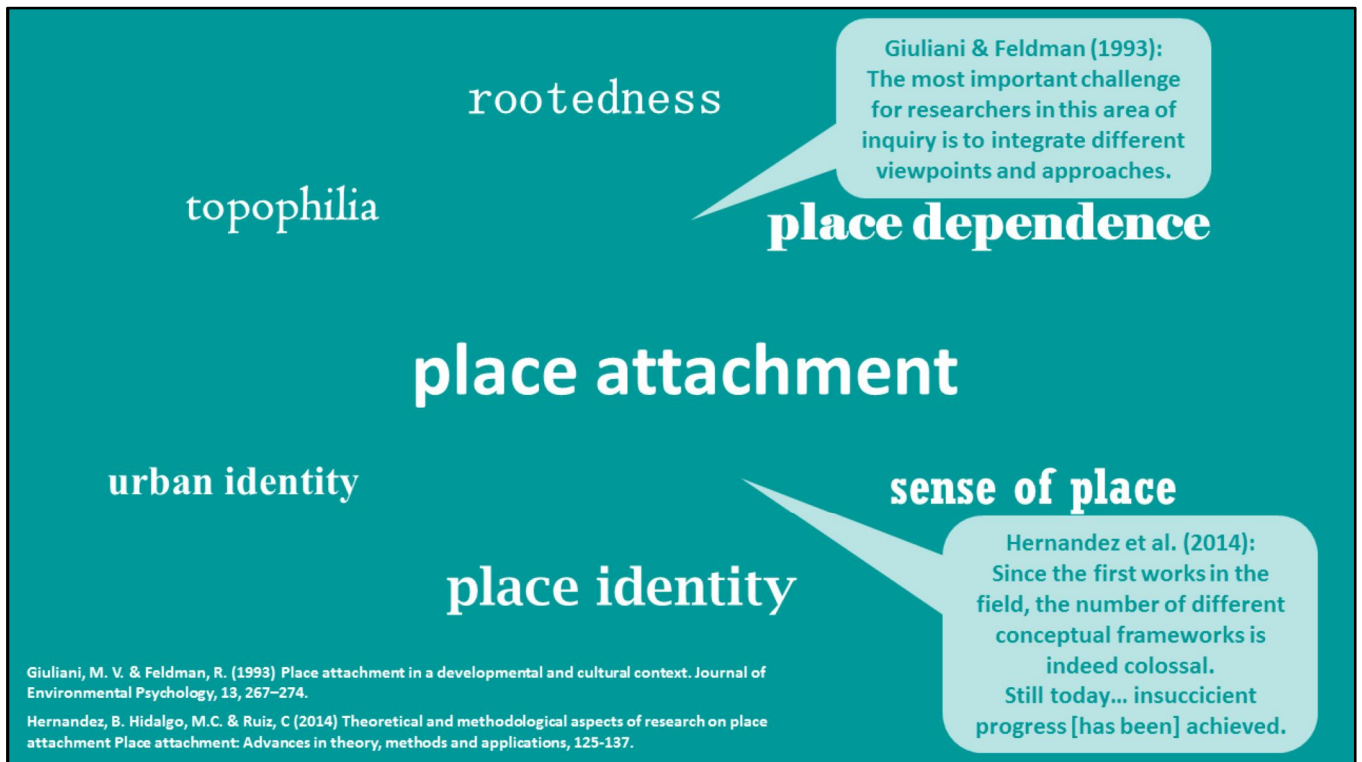 rootedness
Giuliani & Feldman (1993):
The most important challenge
for researchers in this area of
inquiry is to integrate different
viewpoints and approaches.
topophilia
place dependence
place attachment
urban identity
sense of place
Hernandez et al. (2014):
Since the first works in the
field, the number of different
conceptual frameworks is
indeed colossal.
Still today... insuccicient
progress [has been] achieved.
place identity
Giuliani, M. V. & Feldman, R. (1993) Place attachment in a developmental and cultural context. Journal of
Environmental Psychology, 13, 267–274.
Hernandez, B. Hidalgo, M.C. & Ruiz, C (2014) Theoretical and methodological aspects of research on place
attachment Place attachment: Advances in theory, methods and applications, 125-137.